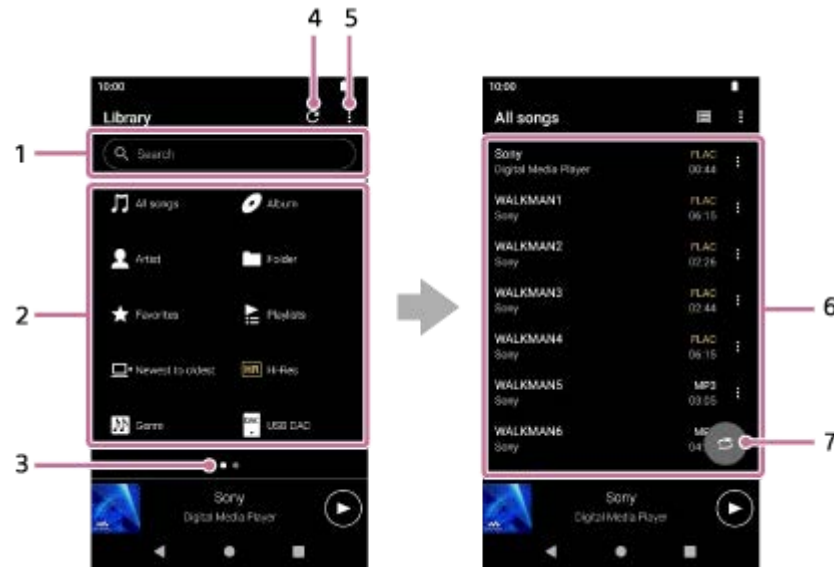 4 5
10:00
Library
1
Search
All songs Album
Artist Folder
2
Favorites Playlists
Newest to oldest HR Hi-Res
Genre DAC USB DAC
3
Sony
Digital Media Player
10:00
All songs
Sony FLAC
Digital Media Player 00:44
WALKMAN1 FLAC
Sony 06:15
WALKMAN2 FLAC
Sony 02:26
WALKMAN3 FLAC
Sony 02:44
6
WALKMAN4 FLAC
Sony 06:15
WALKMAN5 MP3
Sony 03:05
WALKMAN6
Sony
7
Sony
Digital Media Player